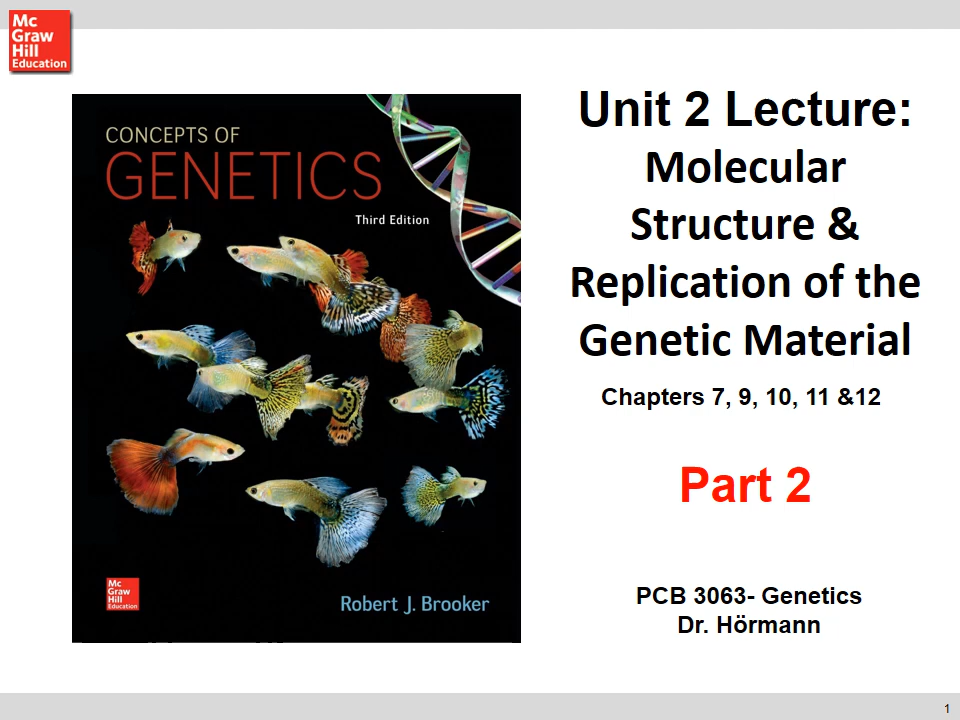 Mc
Graw
Hill
Education
CONCEPTS OF
GENETICS
Third Edition
Mc
Graw
Hill
Education
Robert J. Brooker
Unit 2 Lecture:
Molecular
Structure &
Replication of the
Genetic Material
Chapters 7, 9, 10, 11 &12
Part 2
PCB 3063- Genetics
Dr. Hörmann
1